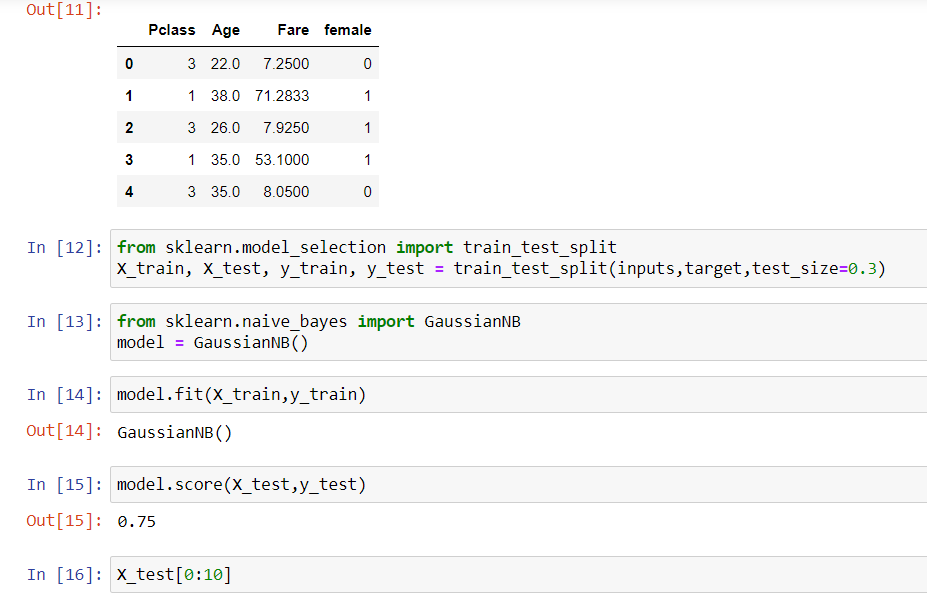 Out[11]:
Pclass Age Fare female
0 3 22.0 7.2500 0
1 1 38.0 71.2833 1
2 3 26.0 7.9250 1
3 1 35.0 53.1000 1
4 3 35.0 8.0500 0
In [12]: from sklearn.model_selection import train_test_split
X_train, X_test, y_train, y_test = train_test_split(inputs,target,test_size=0.3)
In [13]: from sklearn.naive_bayes import GaussianNB
model = GaussianNB()
In [14]: model.fit(X_train,y_train)
Out[14]: GaussianNB()
In [15]: model.score(X_test,y_test)
Out[15]: 0.75
In [16]: X_test[0:10]